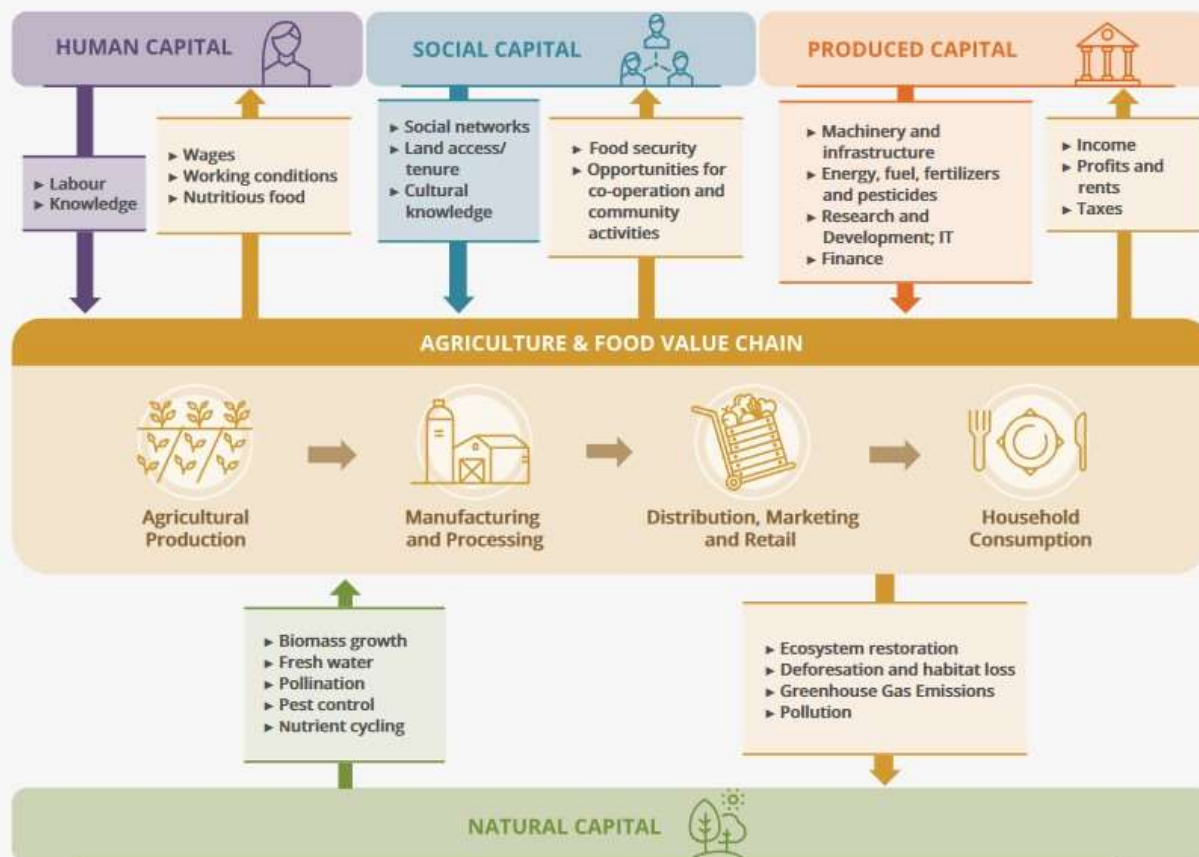 HUMAN CAPITAL
SOCIAL CAPITAL
PRODUCED CAPITAL
► Labour
► Knowledge
► Wages
► Working conditions
► Nutritious food
► Social networks
► Land access/
tenure
► Cultural
knowledge
► Food security
► Opportunities for
co-operation and
community
activities
► Machinery and
infrastructure
► Energy, fuel, fertilizers
and pesticides
► Research and
Development; IT
► Finance
► Income
► Profits and
rents
► Taxes
AGRICULTURE & FOOD VALUE CHAIN
Agricultural
Production
Manufacturing
and Processing
Distribution, Marketing
and Retail
Household
Consumption
► Biomass growth
► Fresh water
► Pollination
► Pest control
► Nutrient cycling
► Ecosystem restoration
► Deforesation and habitat loss
► Greenhouse Gas Emissions
► Pollution
NATURAL CAPITAL